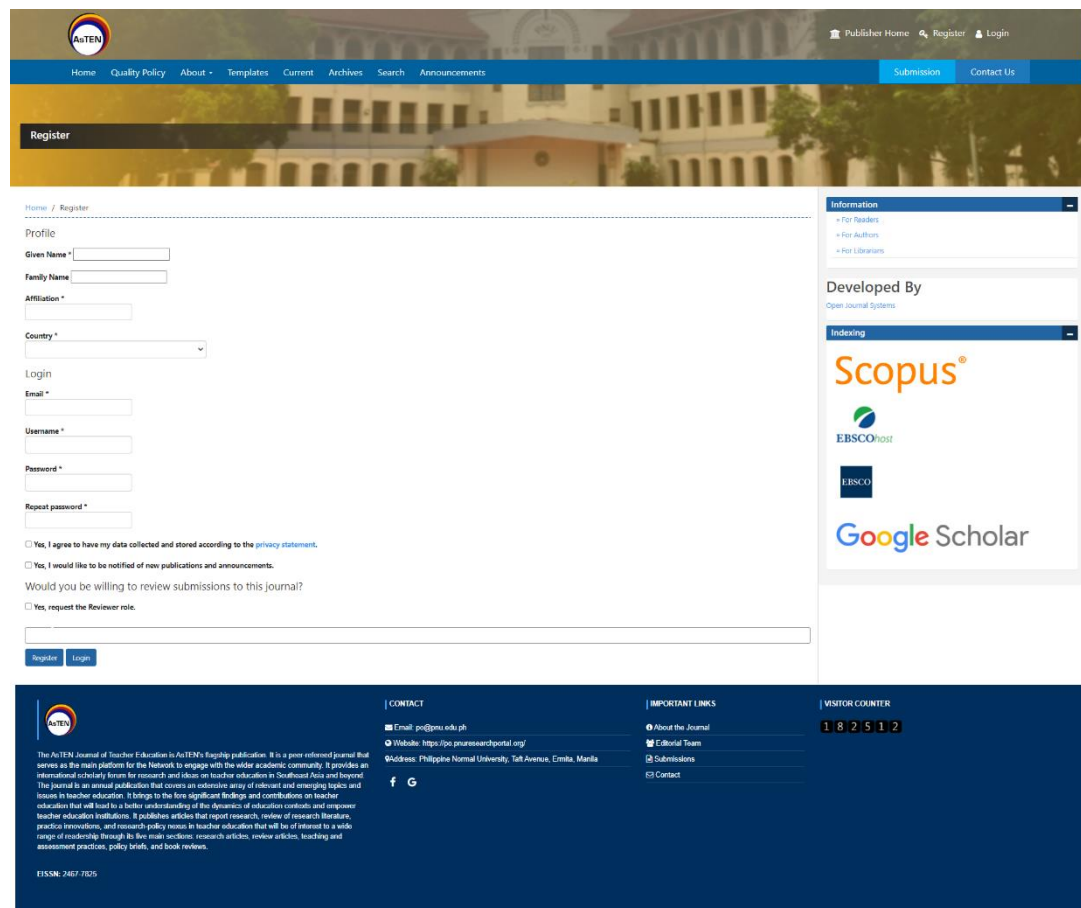 AsTEN
Publisher Home Register Login
Home Quality Policy About Templates Current Archives Search Announcements
Submission Contact Us
Register
Home / Register
Profile
Given Name *
Family Name
Affiliation *
Country *
Login
Email *
Username *
Password *
Repeat password *
Yes, I agree to have my data collected and stored according to the privacy statement.
Yes, I would like to be notified of new publications and announcements.
Would you be willing to review submissions to this journal?
Yes, request the Reviewer role.
Register Login
Information
» For Readers
» For Authors
» For Librarians
Developed By
Open Journal Systems
Indexing
Scopus®
EBSCOhost
EBSCO
Google Scholar
AsTEN
The AsTEN Journal of Teacher Education is AsTEN's flagship publication. It is a peer-refereed journal that
serves as the main platform for the Network to engage with the wider academic community. It provides an
international scholarly forum for research and ideas on teacher education in Southeast Asia and beyond.
The journal is an annual publication that covers an extensive array of relevant and emerging topics and
issues in teacher education. It brings to the fore significant findings and contributions on teacher
education that will lead to a better understanding of the dynamics of education contexts and empower
teacher education institutions. It publishes articles that report research, review of research literature,
practice innovations, and research-policy nexus in teacher education that will be of interest to a wide
range of readership through its five main sections: research articles, review articles, teaching and
assessment practices, policy briefs, and book reviews.
EISSN: 2467-7825
CONTACT
Email: po@pnu.edu.ph
Website: https://po.pnuresearchportal.org/
Address: Philippine Normal University, Taft Avenue, Ermita, Manila
IMPORTANT LINKS
About the Journal
Editorial Team
Submissions
Contact
VISITOR COUNTER
182512